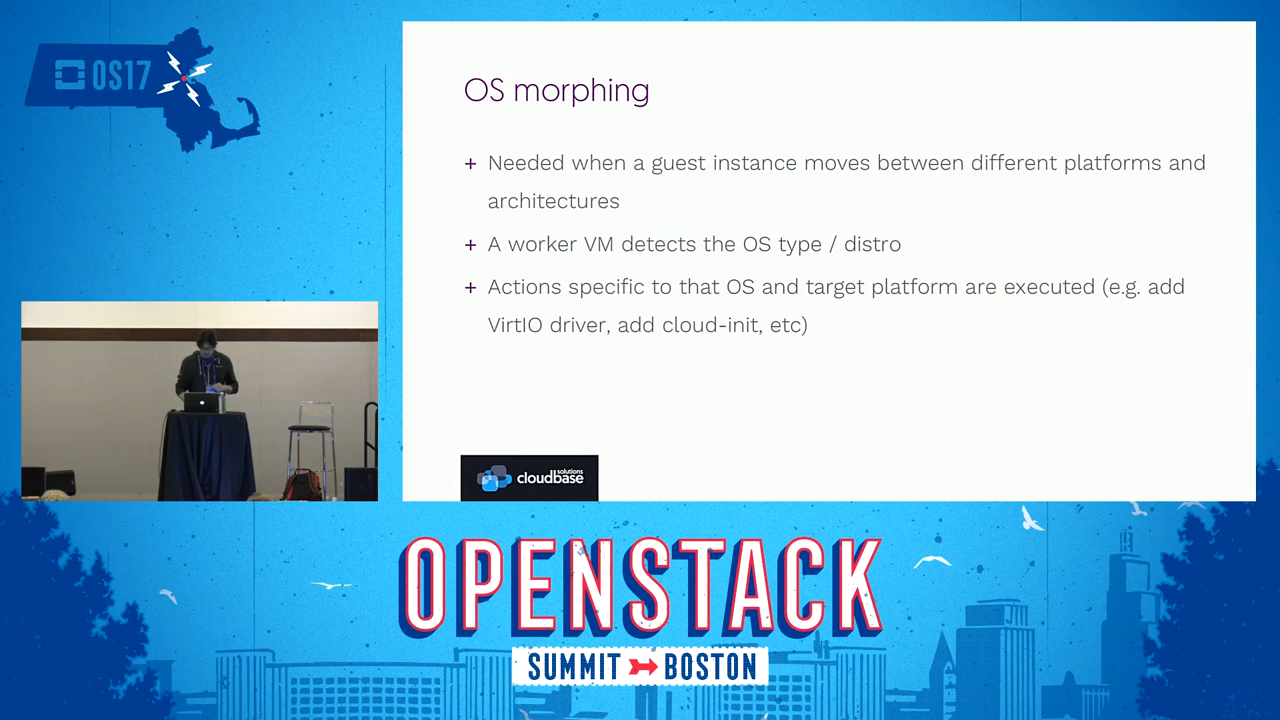 OS17
OS morphing
+ Needed when a guest instance moves between different platforms and
architectures
+ A worker VM detects the OS type / distro
+ Actions specific to that OS and target platform are executed (e.g. add
VirtIO driver, add cloud-init, etc)
cloudbase
solutions
OPENSTACK
SUMMIT BOSTON